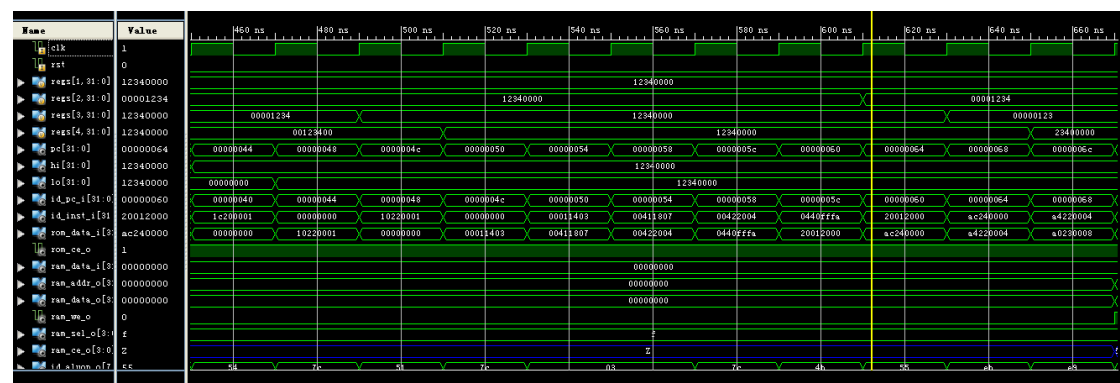 Name Value 460 ns 480 ns 500 ns 520 ns 540 ns 560 ns 580 ns 600 ns 620 ns 640 ns 660 ns
clk 1
rst 0
regs[1,31:0] 12340000 12340000
regs[2,31:0] 00001234 12340000 00001234
regs[3,31:0] 12340000 00001234 12340000 00000123
regs[4,31:0] 12340000 00123400 12340000 23400000
pc[31:0] 00000064 00000044 00000048 0000004c 00000050 00000054 00000058 0000005c 00000060 00000064 00000068 0000006c
hi[31:0] 12340000 12340000
lo[31:0] 12340000 00000000 12340000
id_pc_i[31:0] 00000060 00000040 00000044 00000048 0000004c 00000050 00000054 00000058 0000005c 00000060 00000064 00000068
id_inst_i[31 20012000 1c200001 00000000 10220001 00000000 00011403 00411807 00422004 0440fffa 20012000 ac240000 a4220004
rom_data_i[3 ac240000 00000000 10220001 00000000 00011403 00411807 00422004 0440fffa 20012000 ac240000 a4220004 a0230008
rom_ce_o 1
ram_data_i[3 00000000 00000000
ram_addr_o[3 00000000 00000000
ram_data_o[3 00000000 00000000
ram_we_o 0
ram_sel_o[3: f f
ram_ce_o[3:0] Z Z
id_aluop_o[7 55 54 7c 51 7c 03 7c 4b 55 eb e9